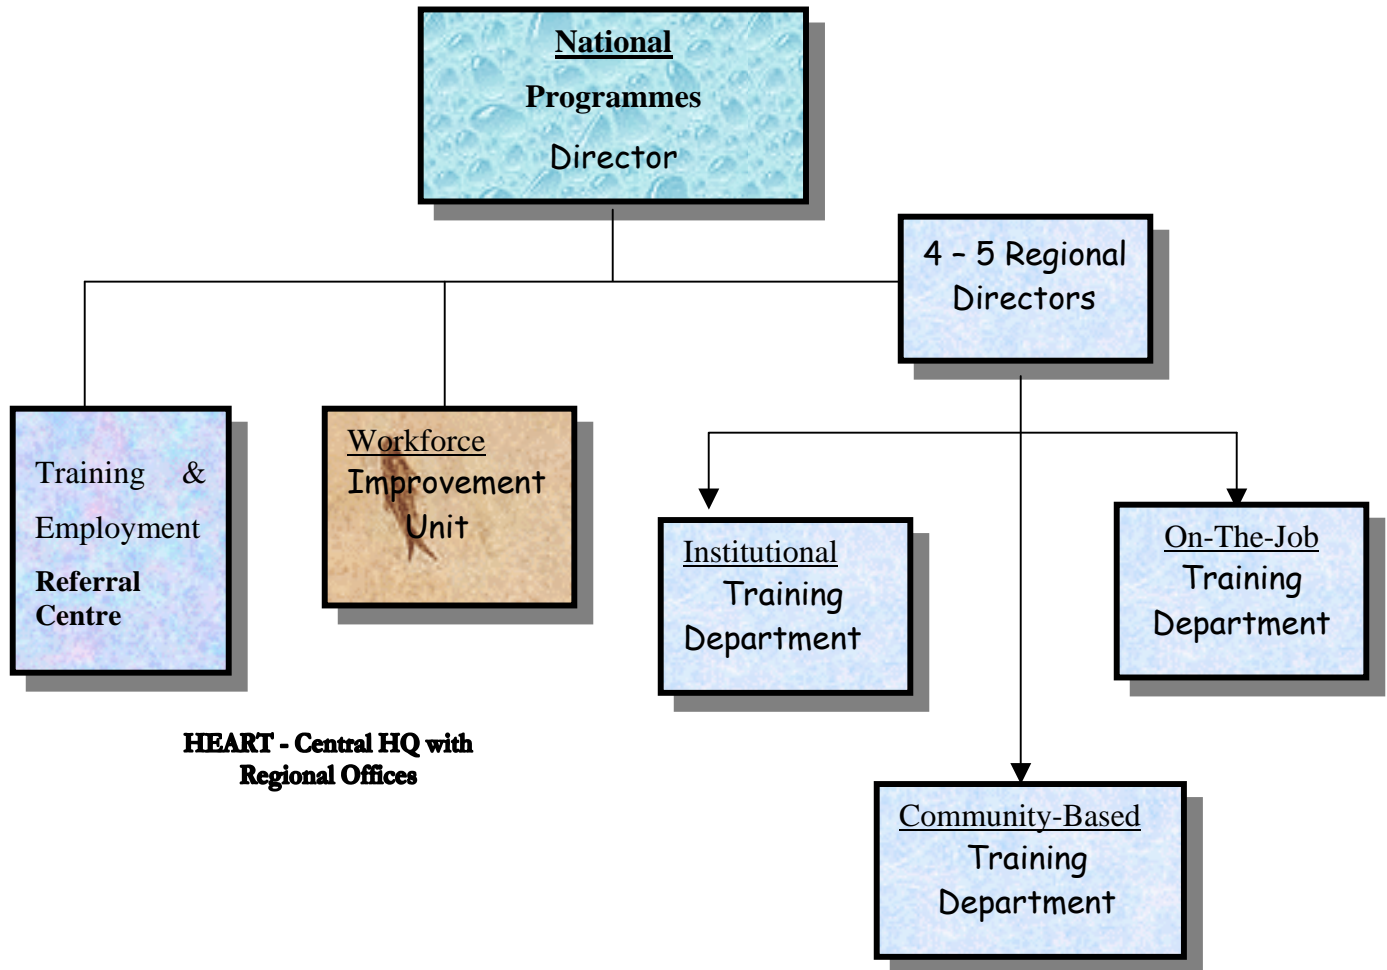 National
Programmes
Director
4 – 5 Regional
Directors
Training &
Employment
Referral
Centre
Workforce
Improvement
Unit
Institutional
Training
Department
On-The-Job
Training
Department
HEART - Central HQ with
Regional Offices
Community-Based
Training
Department